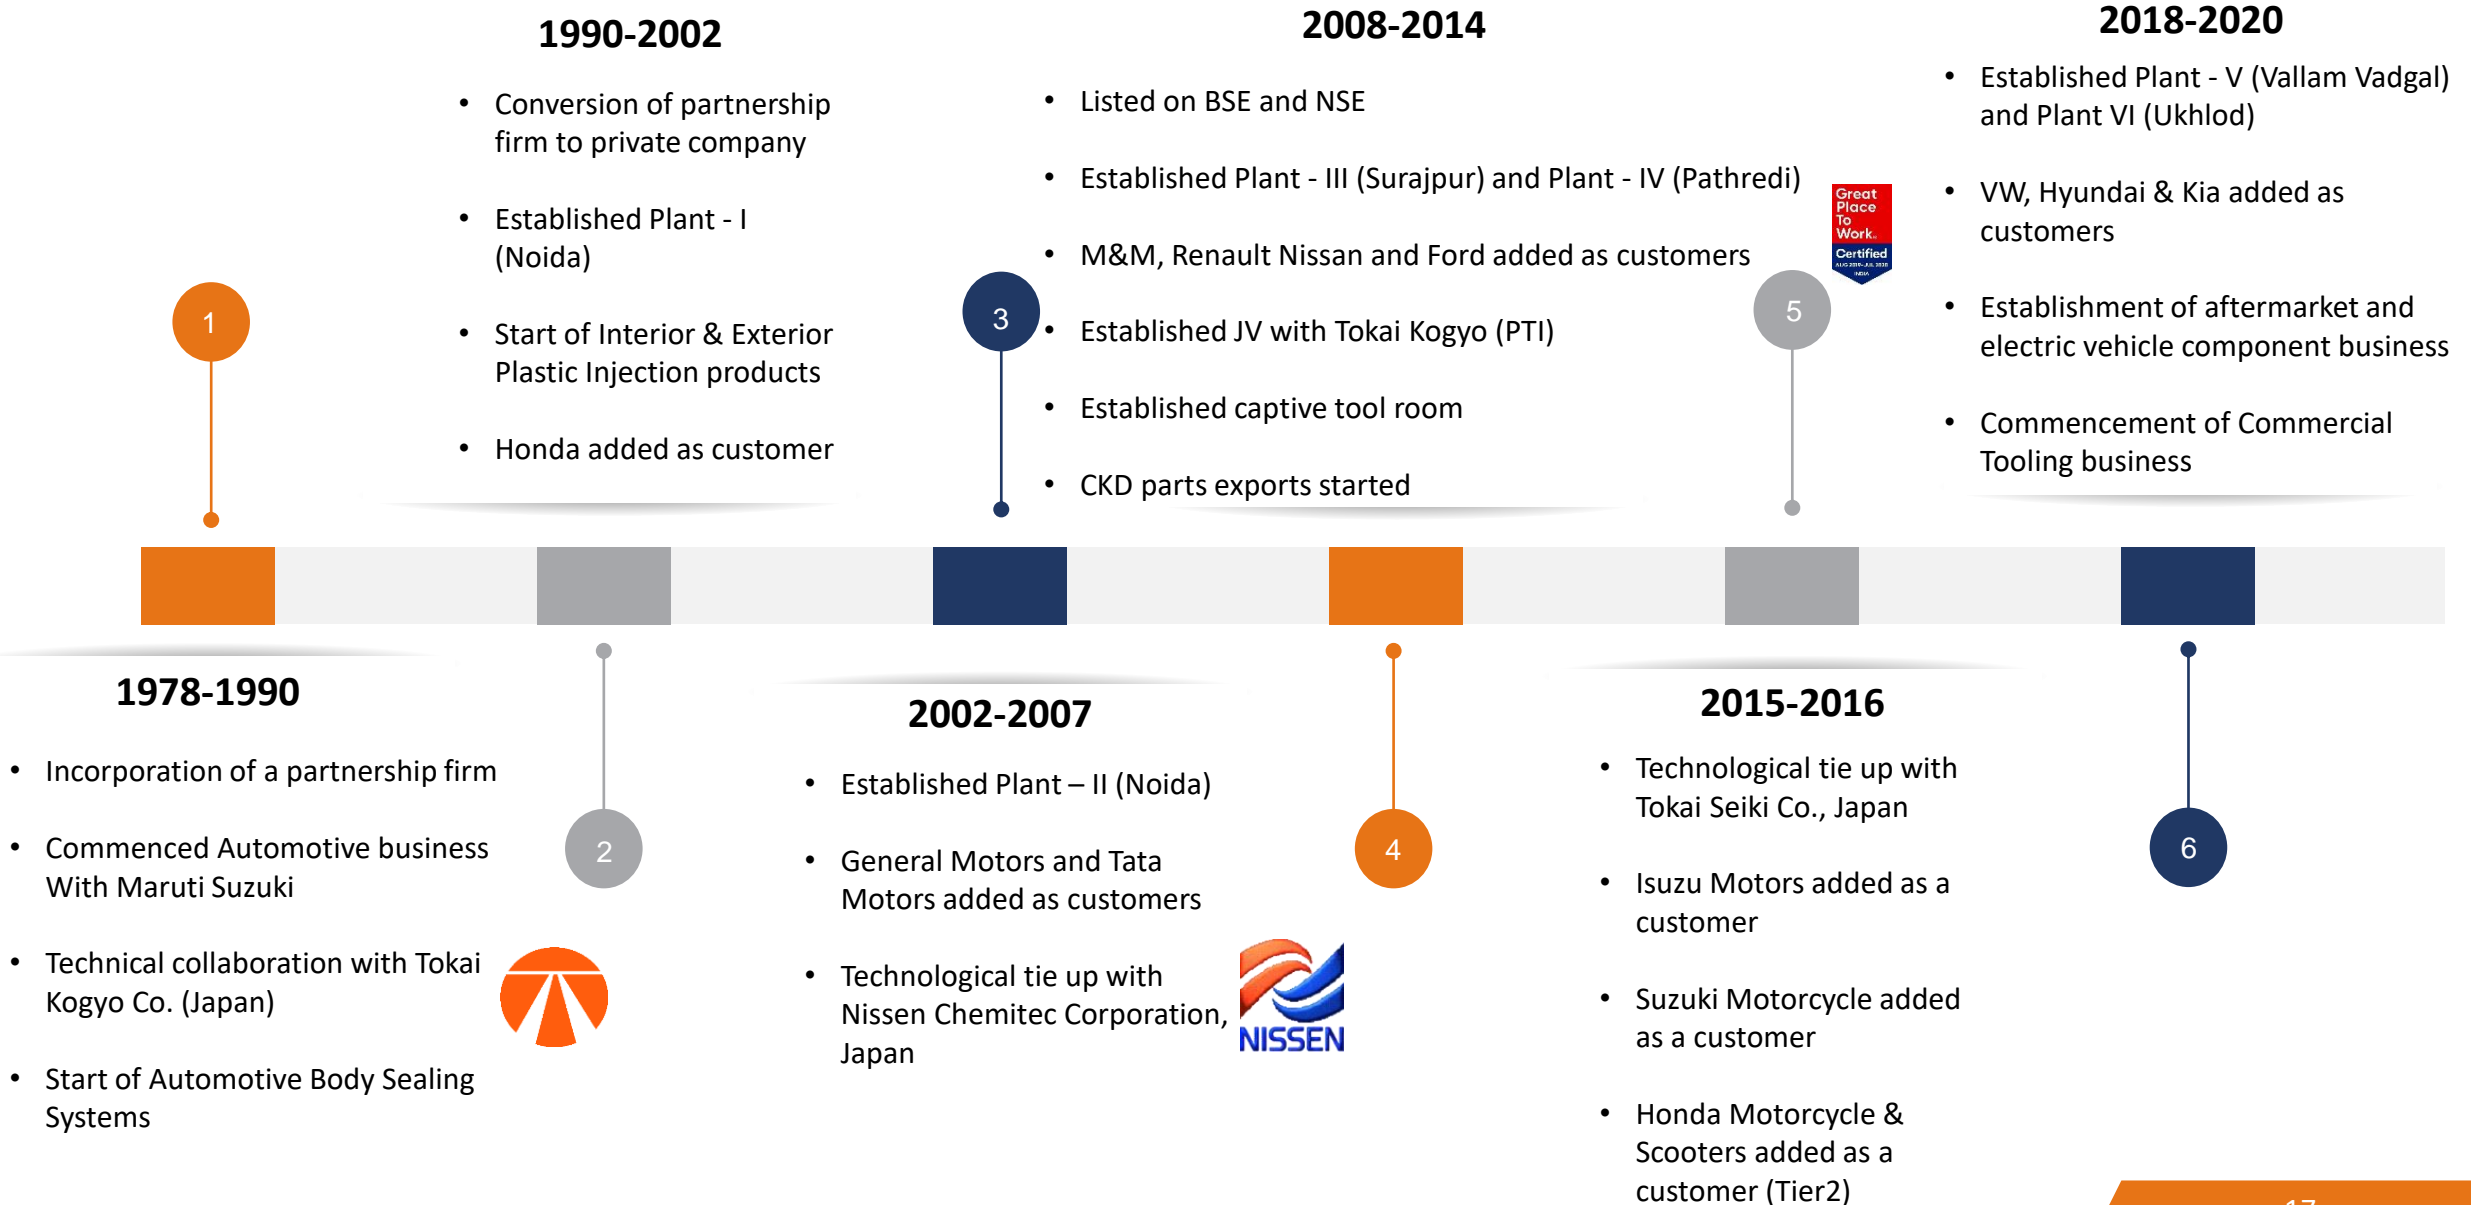 1990-2002
• Conversion of partnership
firm to private company
• Established Plant - I
(Noida)
• Start of Interior & Exterior
Plastic Injection products
• Honda added as customer
2008-2014
• Listed on BSE and NSE
• Established Plant - III (Surajpur) and Plant - IV (Pathredi)
• M&M, Renault Nissan and Ford added as customers
• Established JV with Tokai Kogyo (PTI)
• Established captive tool room
• CKD parts exports started
Great
Place
To
Work.
Certified
INDIA
2018-2020
• Established Plant - V (Vallam Vadgal)
and Plant VI (Ukhlod)
• VW, Hyundai & Kia added as
customers
• Establishment of aftermarket and
electric vehicle component business
• Commencement of Commercial
Tooling business
1
3
5
1978-1990
• Incorporation of a partnership firm
• Commenced Automotive business
With Maruti Suzuki
• Technical collaboration with Tokai
Kogyo Co. (Japan)
• Start of Automotive Body Sealing
Systems
2
2002-2007
• Established Plant – II (Noida)
• General Motors and Tata
Motors added as customers
• Technological tie up with
Nissen Chemitec Corporation,
Japan
NISSEN
4
2015-2016
• Technological tie up with
Tokai Seiki Co., Japan
• Isuzu Motors added as a
customer
• Suzuki Motorcycle added
as a customer
• Honda Motorcycle &
Scooters added as a
customer (Tier2)
6
17